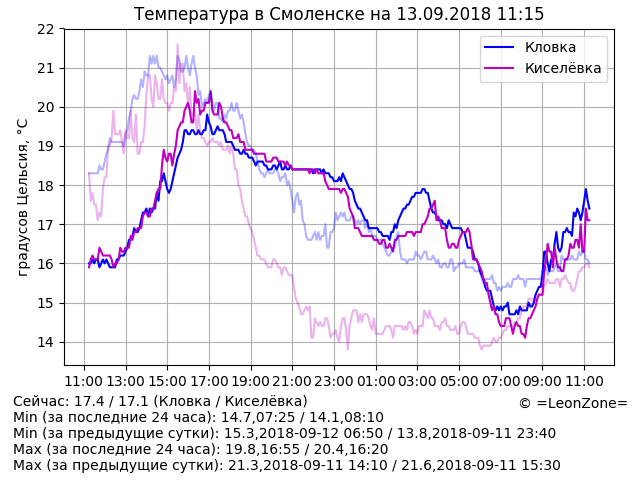 Температура в Смоленске на 13.09.2018 11:15
градусов Цельсия, °C
22
21
20
19
18
17
16
15
14
Кловка
Киселёвка
11:00 13:00 15:00 17:00 19:00 21:00 23:00 01:00 03:00 05:00 07:00 09:00 11:00
Сейчас: 17.4 / 17.1 (Кловка / Киселёвка)
© =LeonZone=
Min (за последние 24 часа): 14.7,07:25 / 14.1,08:10
Min (за предыдущие сутки): 15.3,2018-09-12 06:50 / 13.8,2018-09-11 23:40
Max (за последние 24 часа): 19.8,16:55 / 20.4,16:20
Max (за предыдущие сутки): 21.3,2018-09-11 14:10 / 21.6,2018-09-11 15:30